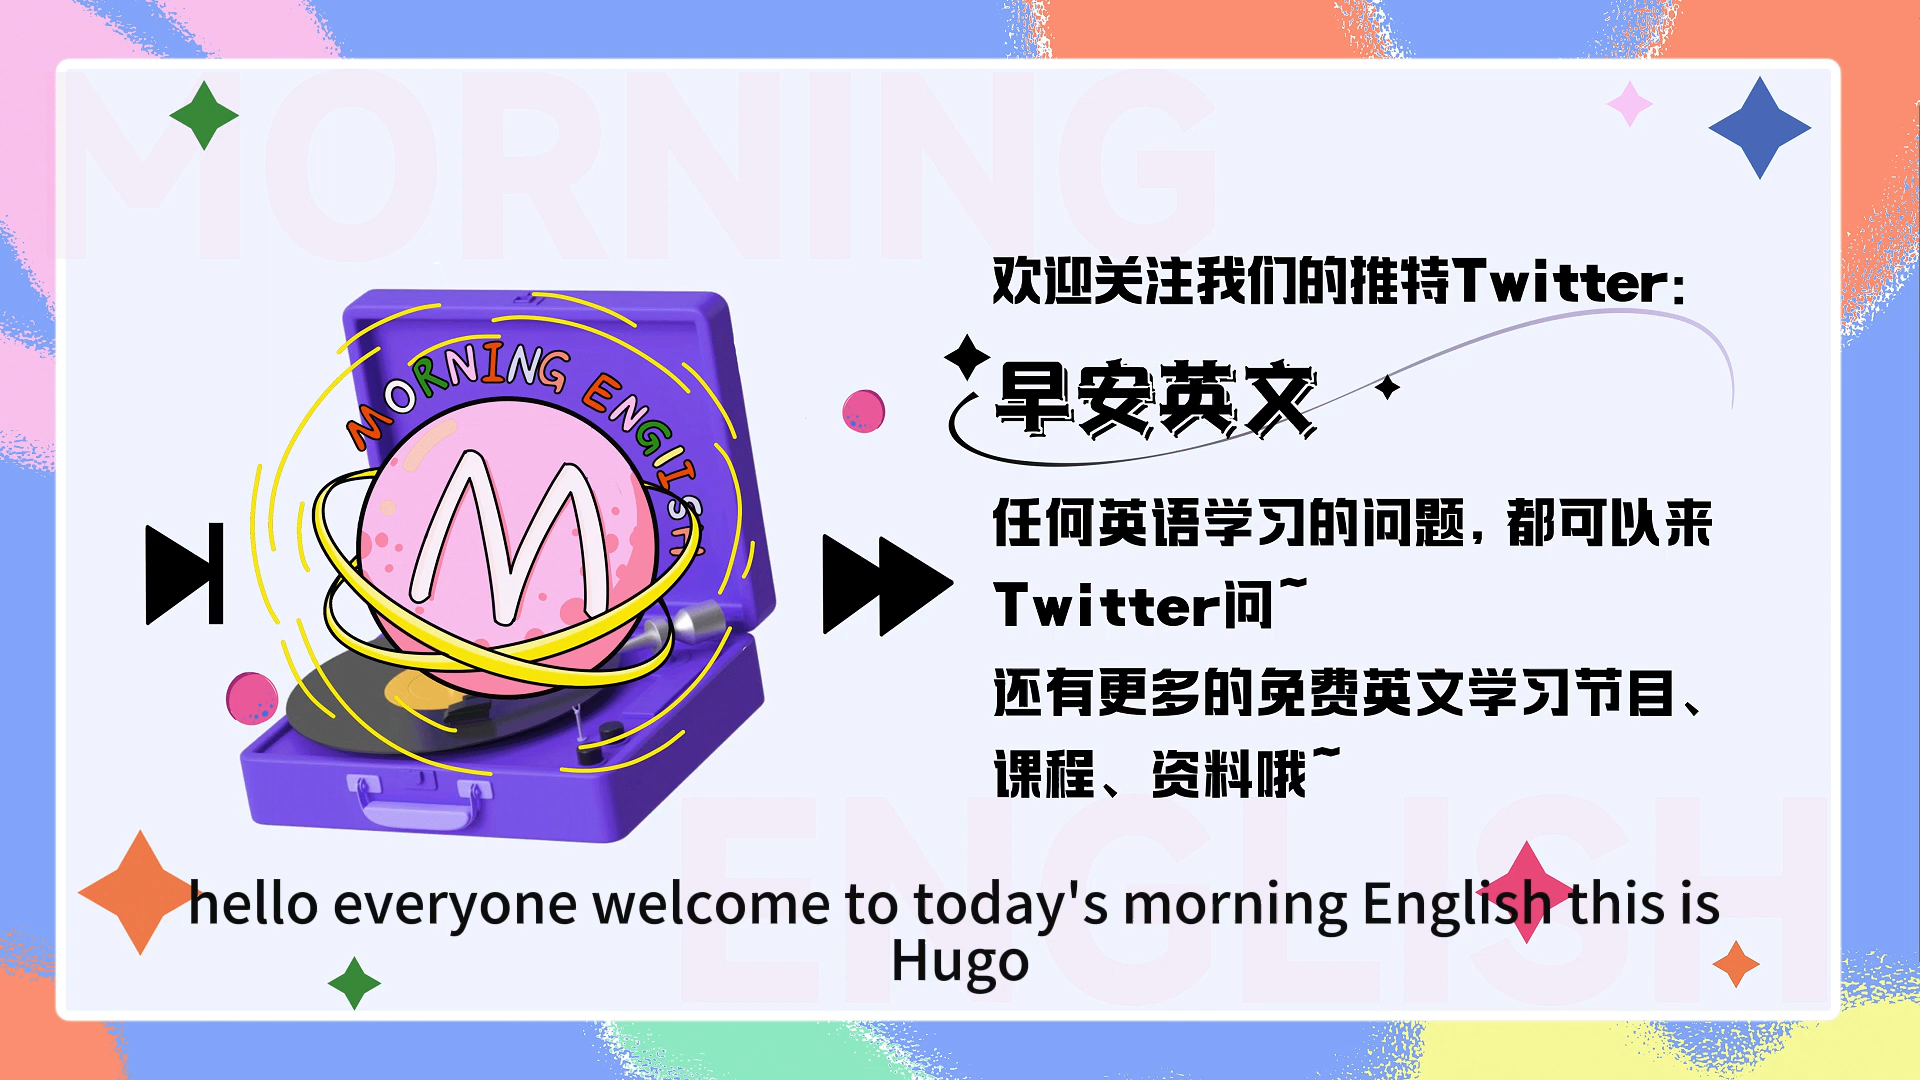 MORNING
欢迎关注我们的推特Twitter:
MORNING ENGLISH
早安英文
M
任何英语学习的问题,都可以来
Twitter问~
还有更多的免费英文学习节目、
课程、资料哦~
ENGLISH
hello everyone welcome to today's morning English this is
Hugo